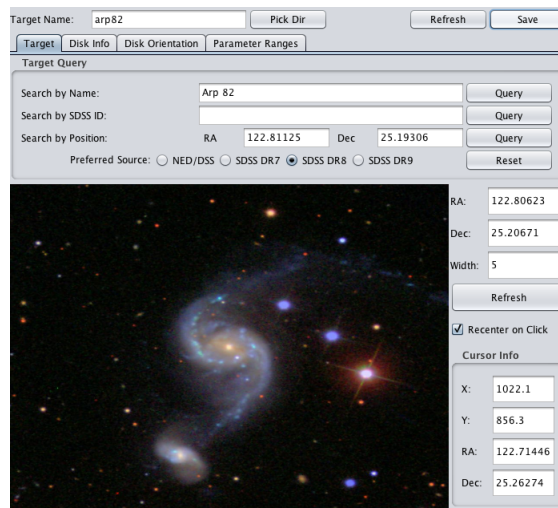 Target Name: arp82 Pick Dir Refresh Save
Target Disk Info Disk Orientation Parameter Ranges
Target Query
Search by Name: Arp 82 Query
Search by SDSS ID: Query
Search by Position: RA 122.81125 Dec 25.19306 Query
Preferred Source: NED/DSS SDSS DR7 SDSS DR8 SDSS DR9 Reset
RA: 122.80623
Dec: 25.20671
Width: 5
Refresh
Recenter on Click
Cursor Info
X: 1022.1
Y: 856.3
RA: 122.71446
Dec: 25.26274